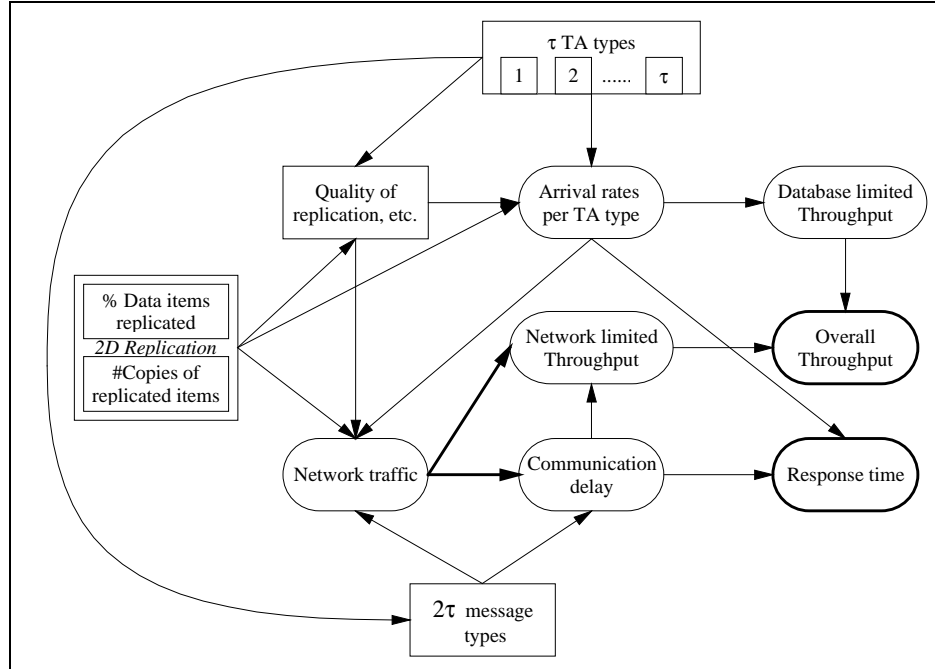 τ TA types
1 2 ...... τ
Quality of
replication, etc.
Arrival rates
per TA type
Database limited
Throughput
% Data items
replicated
2D Replication
#Copies of
replicated items
Network limited
Throughput
Overall
Throughput
Network traffic
Communication
delay
Response time
2τ message
types